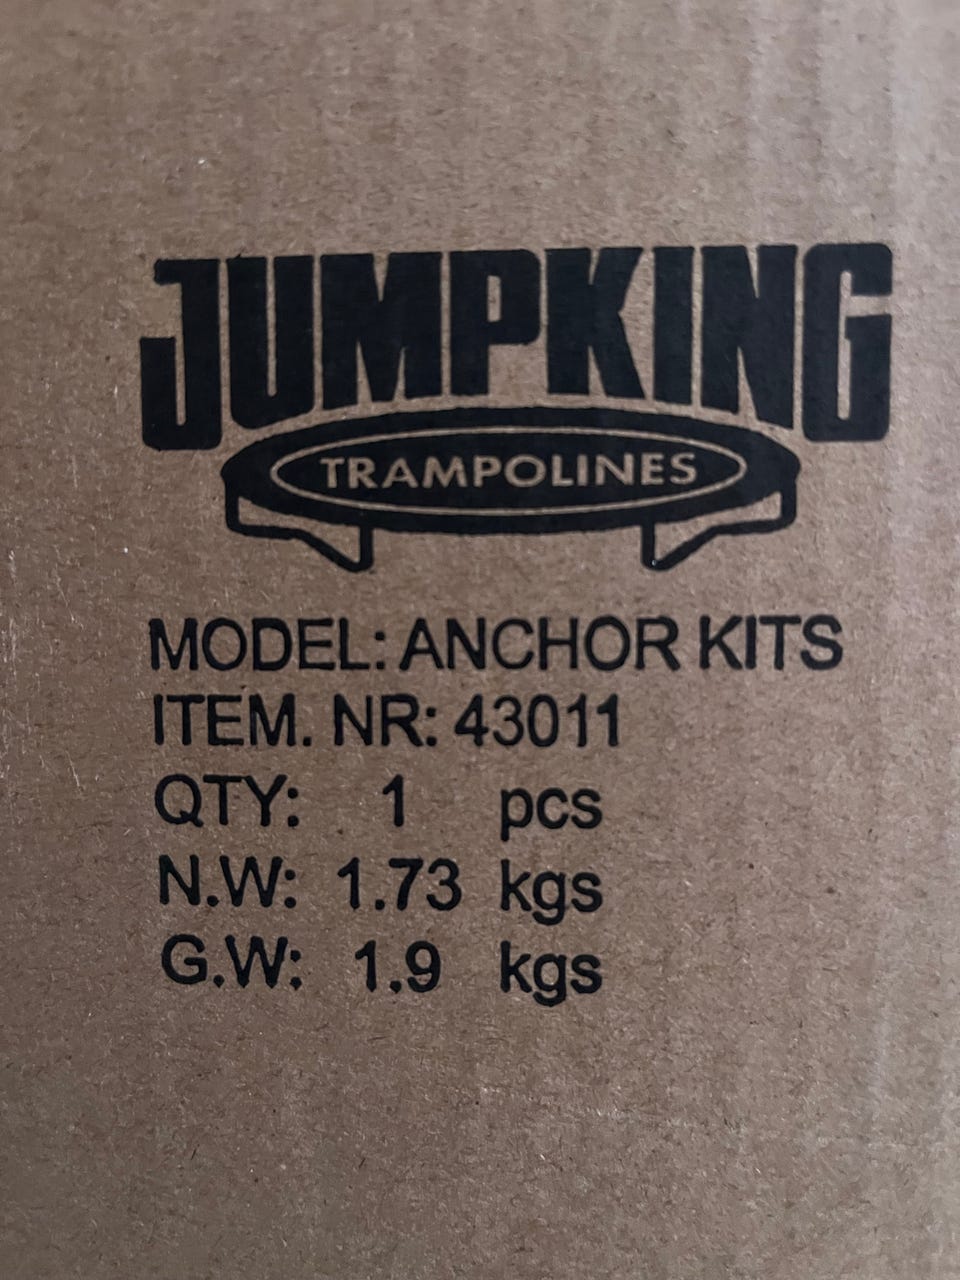 JUMPKING
TRAMPOLINES
MODEL: ANCHOR KITS
ITEM. NR: 43011
QTY: 1 pcs
N.W: 1.73 kgs
G.W: 1.9 kgs